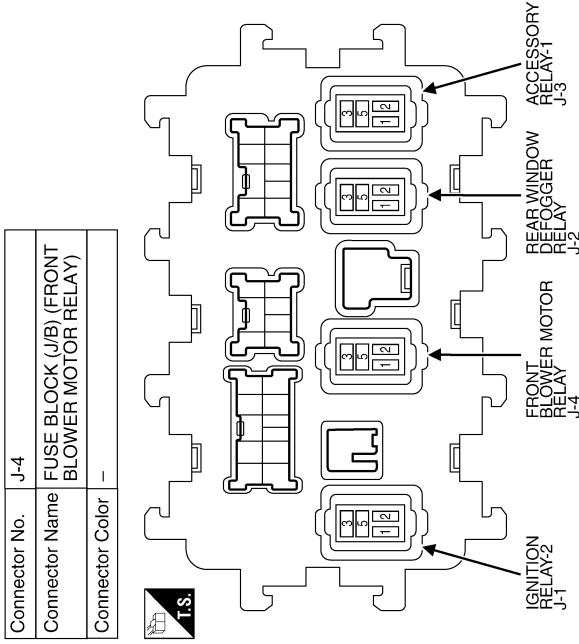 Connector No. J-4
Connector Name FUSE BLOCK (J/B) (FRONT
BLOWER MOTOR RELAY)
Connector Color –
T.S.
3
5
1 2
3
5
1 2
3
5
1 2
3
5
1 2
IGNITION
RELAY-2
J-1
FRONT
BLOWER MOTOR
RELAY
J-4
REAR WINDOW
DEFOGGER
RELAY
J-2
ACCESSORY
RELAY-1
J-3